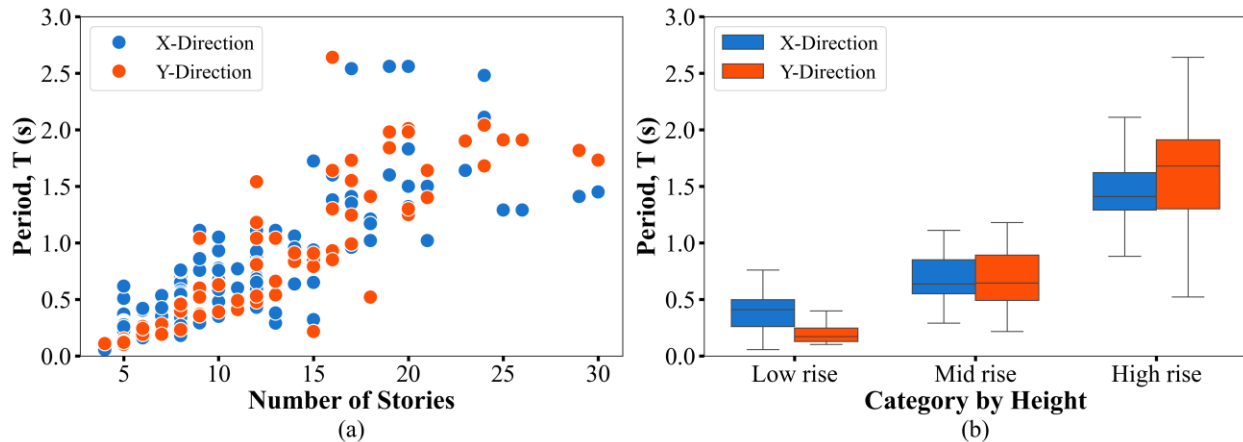 3.0
2.5
2.0
1.5
1.0
0.5
0.0
Period, T (s)
X-Direction
Y-Direction
5
10
15
20
25
30
Number of Stories
(a)
3.0
2.5
2.0
1.5
1.0
0.5
0.0
Period, T (s)
X-Direction
Y-Direction
Low rise
Mid rise
High rise
Category by Height
(b)